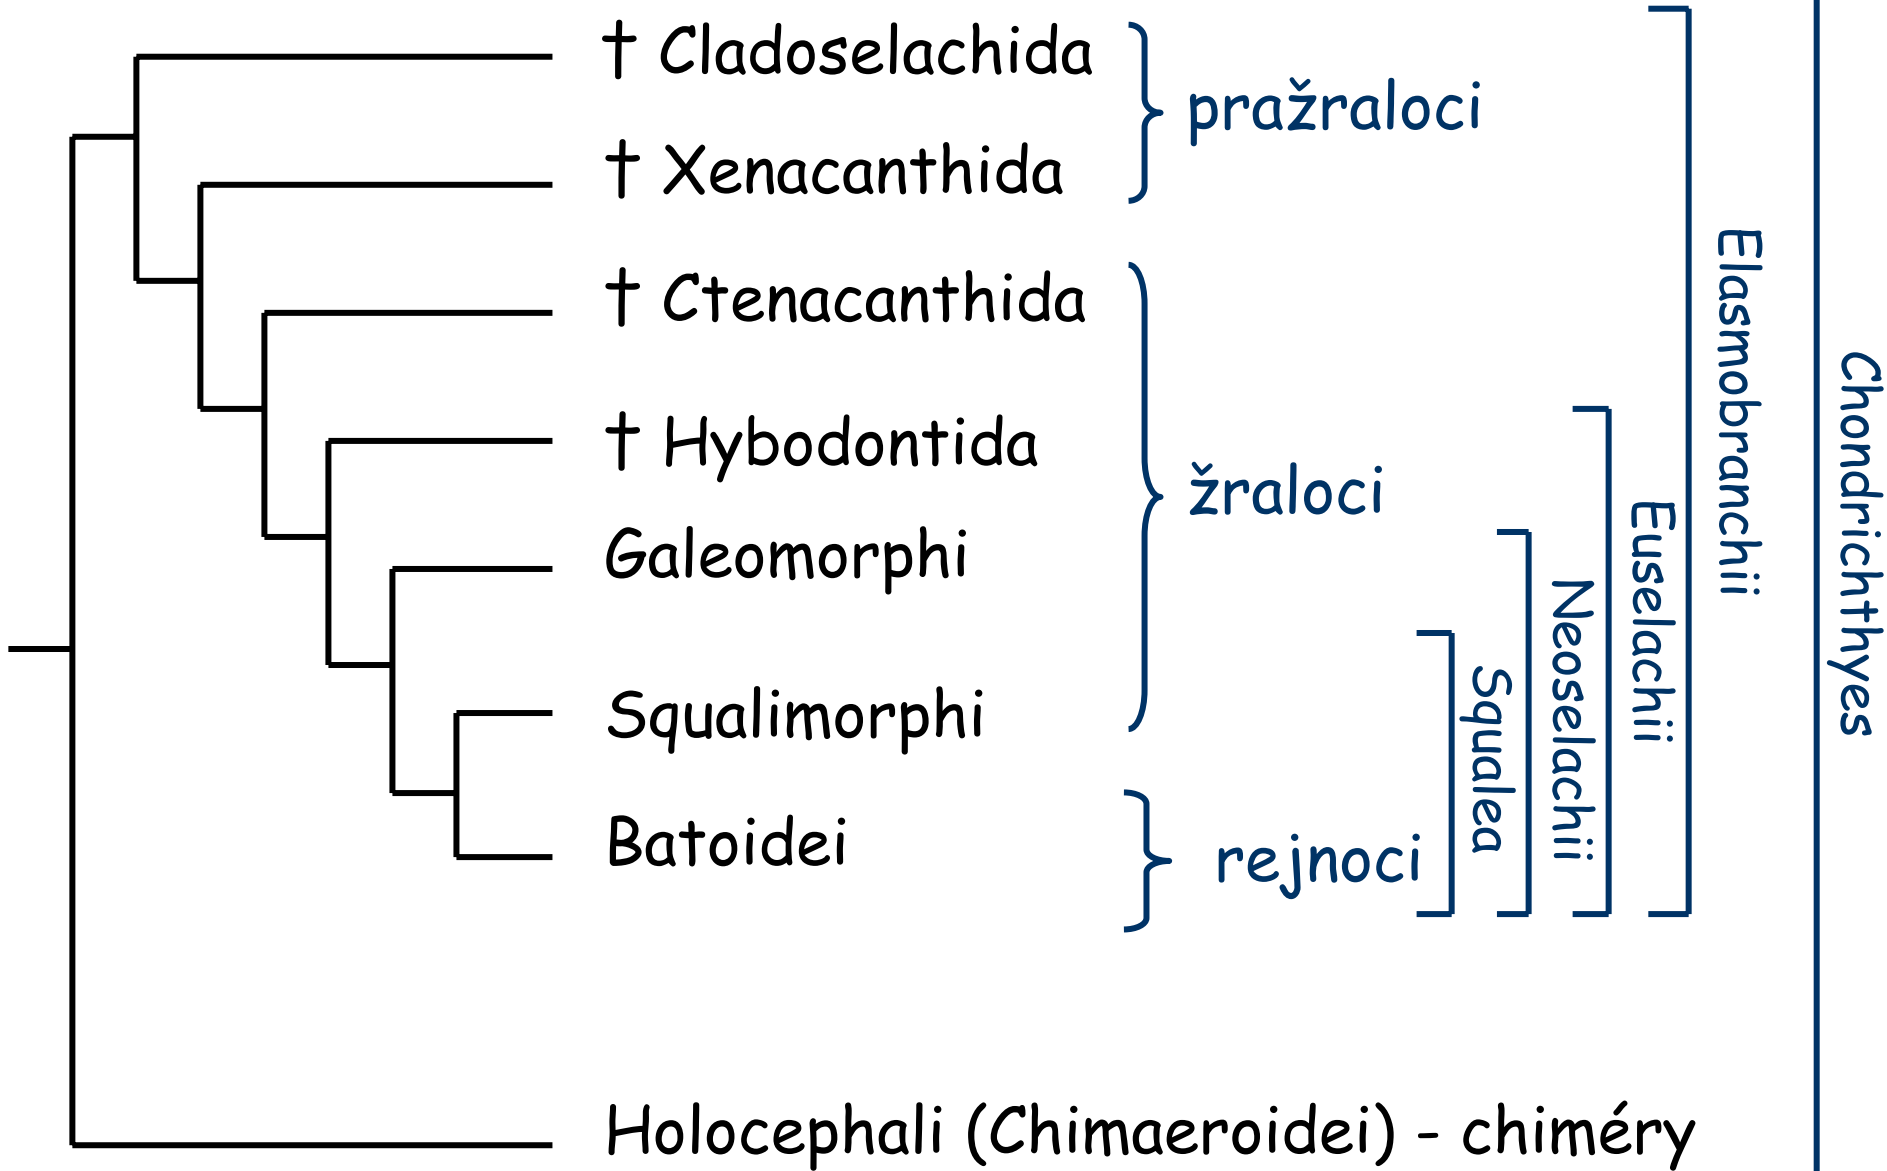 † Cladoselachida
pražraloci
† Xenacanthida
† Ctenacanthida
† Hybodontida
žraloci
Galeomorphi
Squalimorphi
Batoidei
rejnoci
Squalea
Neoselachii
Euselachii
Elasmobranchii
Chondrichthyes
Holocephali (Chimaeroidei) - chiméry